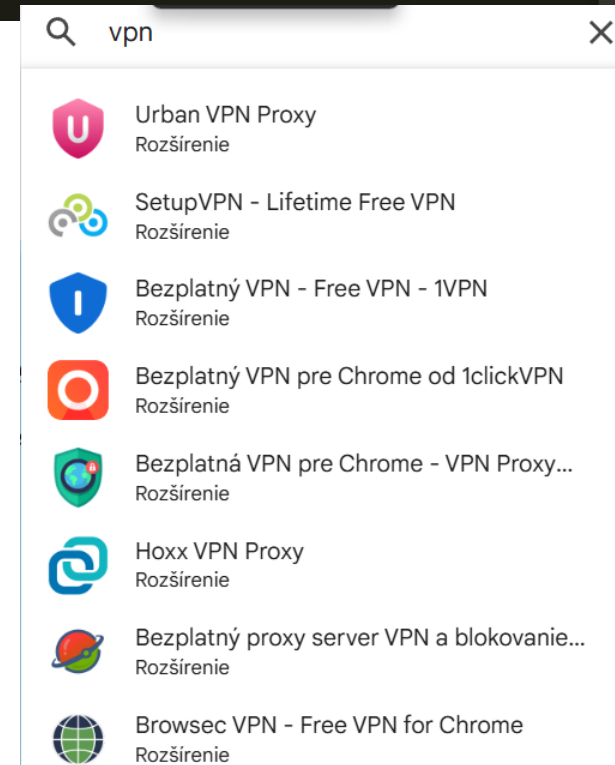 vpn
Urban VPN Proxy
Rozšírenie
SetupVPN - Lifetime Free VPN
Rozšírenie
Bezplatný VPN - Free VPN - 1VPN
Rozšírenie
Bezplatný VPN pre Chrome od 1clickVPN
Rozšírenie
Bezplatná VPN pre Chrome - VPN Proxy...
Rozšírenie
Hoxx VPN Proxy
Rozšírenie
Bezplatný proxy server VPN a blokovanie...
Rozšírenie
Browsec VPN - Free VPN for Chrome
Rozšírenie